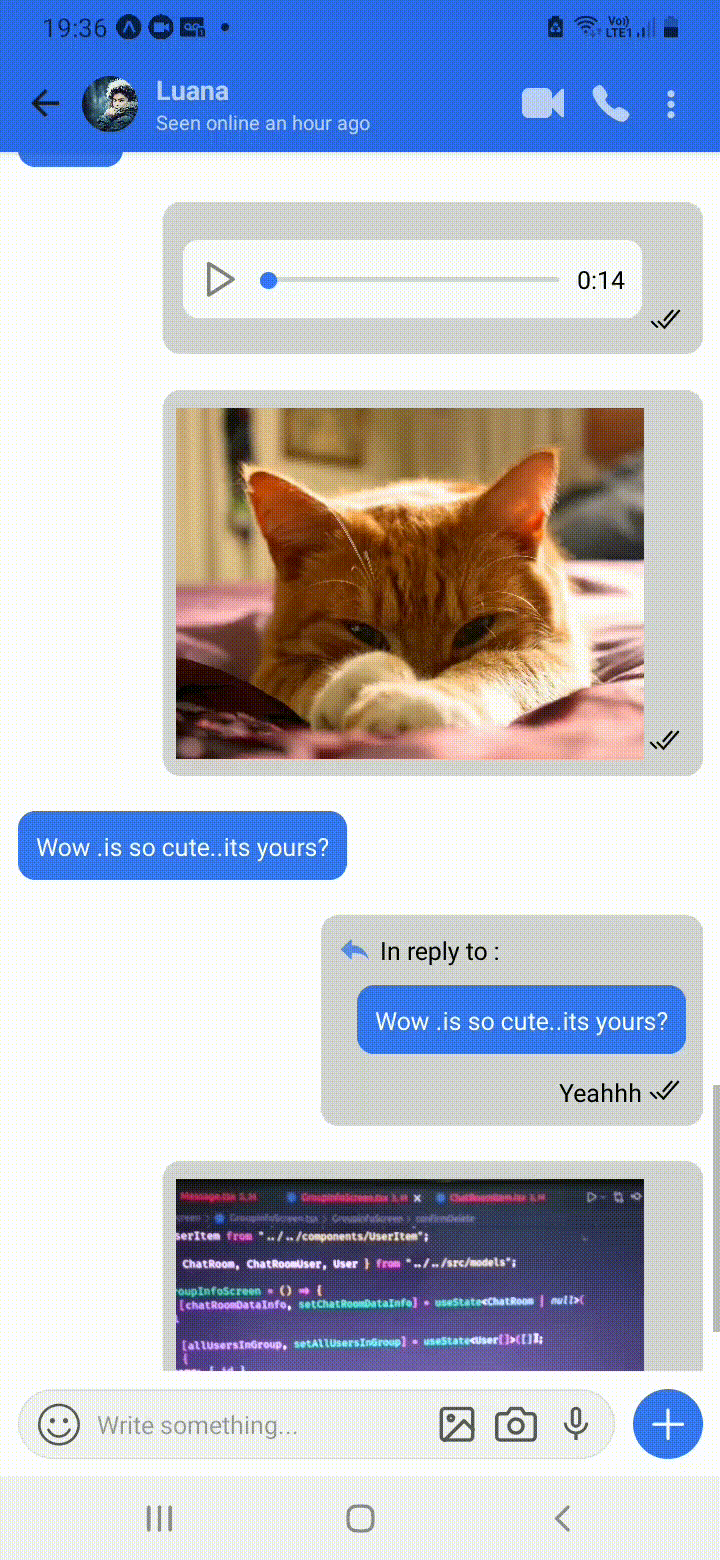 19:36
Vo)) LTE1
Luana
Seen online an hour ago
0:14
Wow .is so cute..its yours?
In reply to :
Wow .is so cute..its yours?
Yeahhh
Message.tsx 3, M GroupInfoScreen.tsx 3, M X ChatRoomItem.tsx 3, M
GroupInfoScreen.tsx > GroupInfoScreen > confirmDelete
serItem from "../../components/UserItem";
ChatRoom, ChatRoomUser, User } from "../../src/models";
oupInfoScreen = () => {
[chatRoomDataInfo, setChatRoomDataInfo] = useState<ChatRoom | null>(
[allUsersInGroup, setAllUsersInGroup] = useState<User[]>([]);
{
Write something...